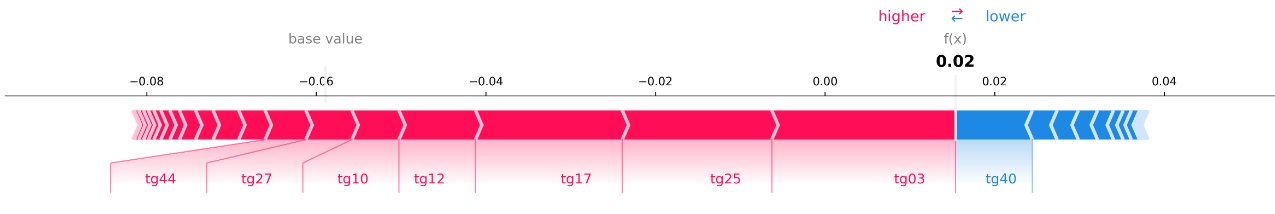 higher ⇄ lower
base value f(x)
0.02
−0.08 −0.06 −0.04 −0.02 0.00 0.02 0.04
tg44 tg27 tg10 tg12 tg17 tg25 tg03 tg40